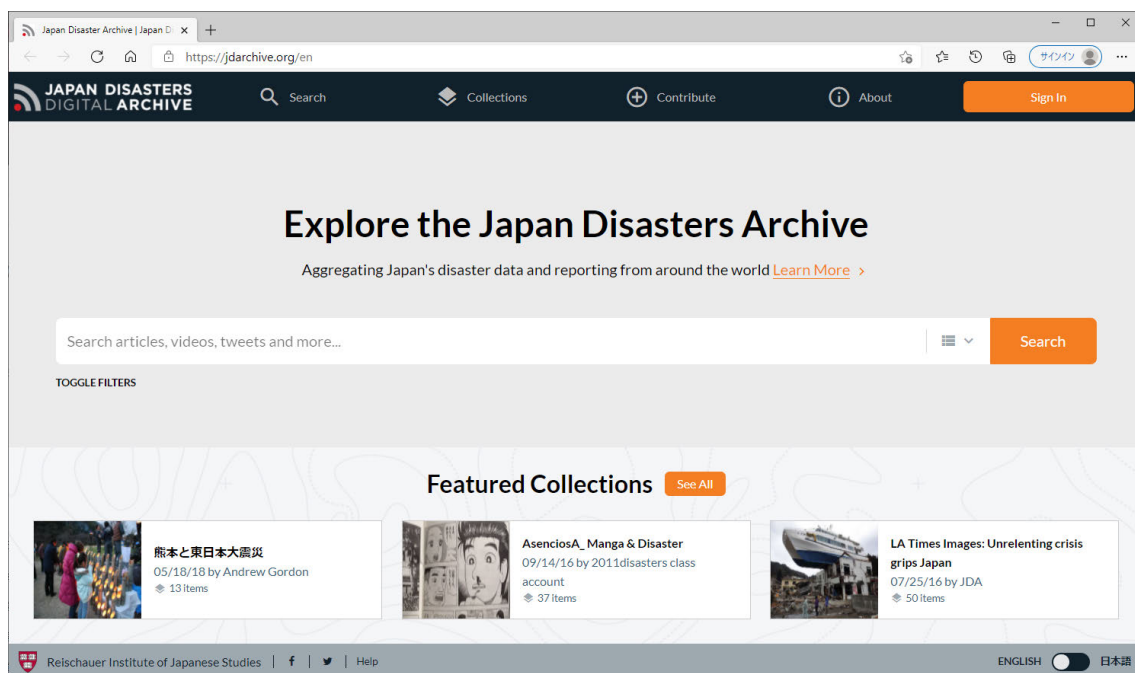 Japan Disaster Archive | Japan D
https://jdarchive.org/en
サインイン
JAPAN DISASTERS
DIGITAL ARCHIVE
Search
Collections
Contribute
About
Sign In
Explore the Japan Disasters Archive
Aggregating Japan's disaster data and reporting from around the world Learn More >
Search articles, videos, tweets and more...
Search
TOGGLE FILTERS
Featured Collections
See All
熊本と東日本大震災
05/18/18 by Andrew Gordon
13 items
AsenciosA_ Manga & Disaster
09/14/16 by 2011disasters class
account
37 items
LA Times Images: Unrelenting crisis
grips Japan
07/25/16 by JDA
50 items
Reischauer Institute of Japanese Studies | f | | Help
ENGLISH 日本語